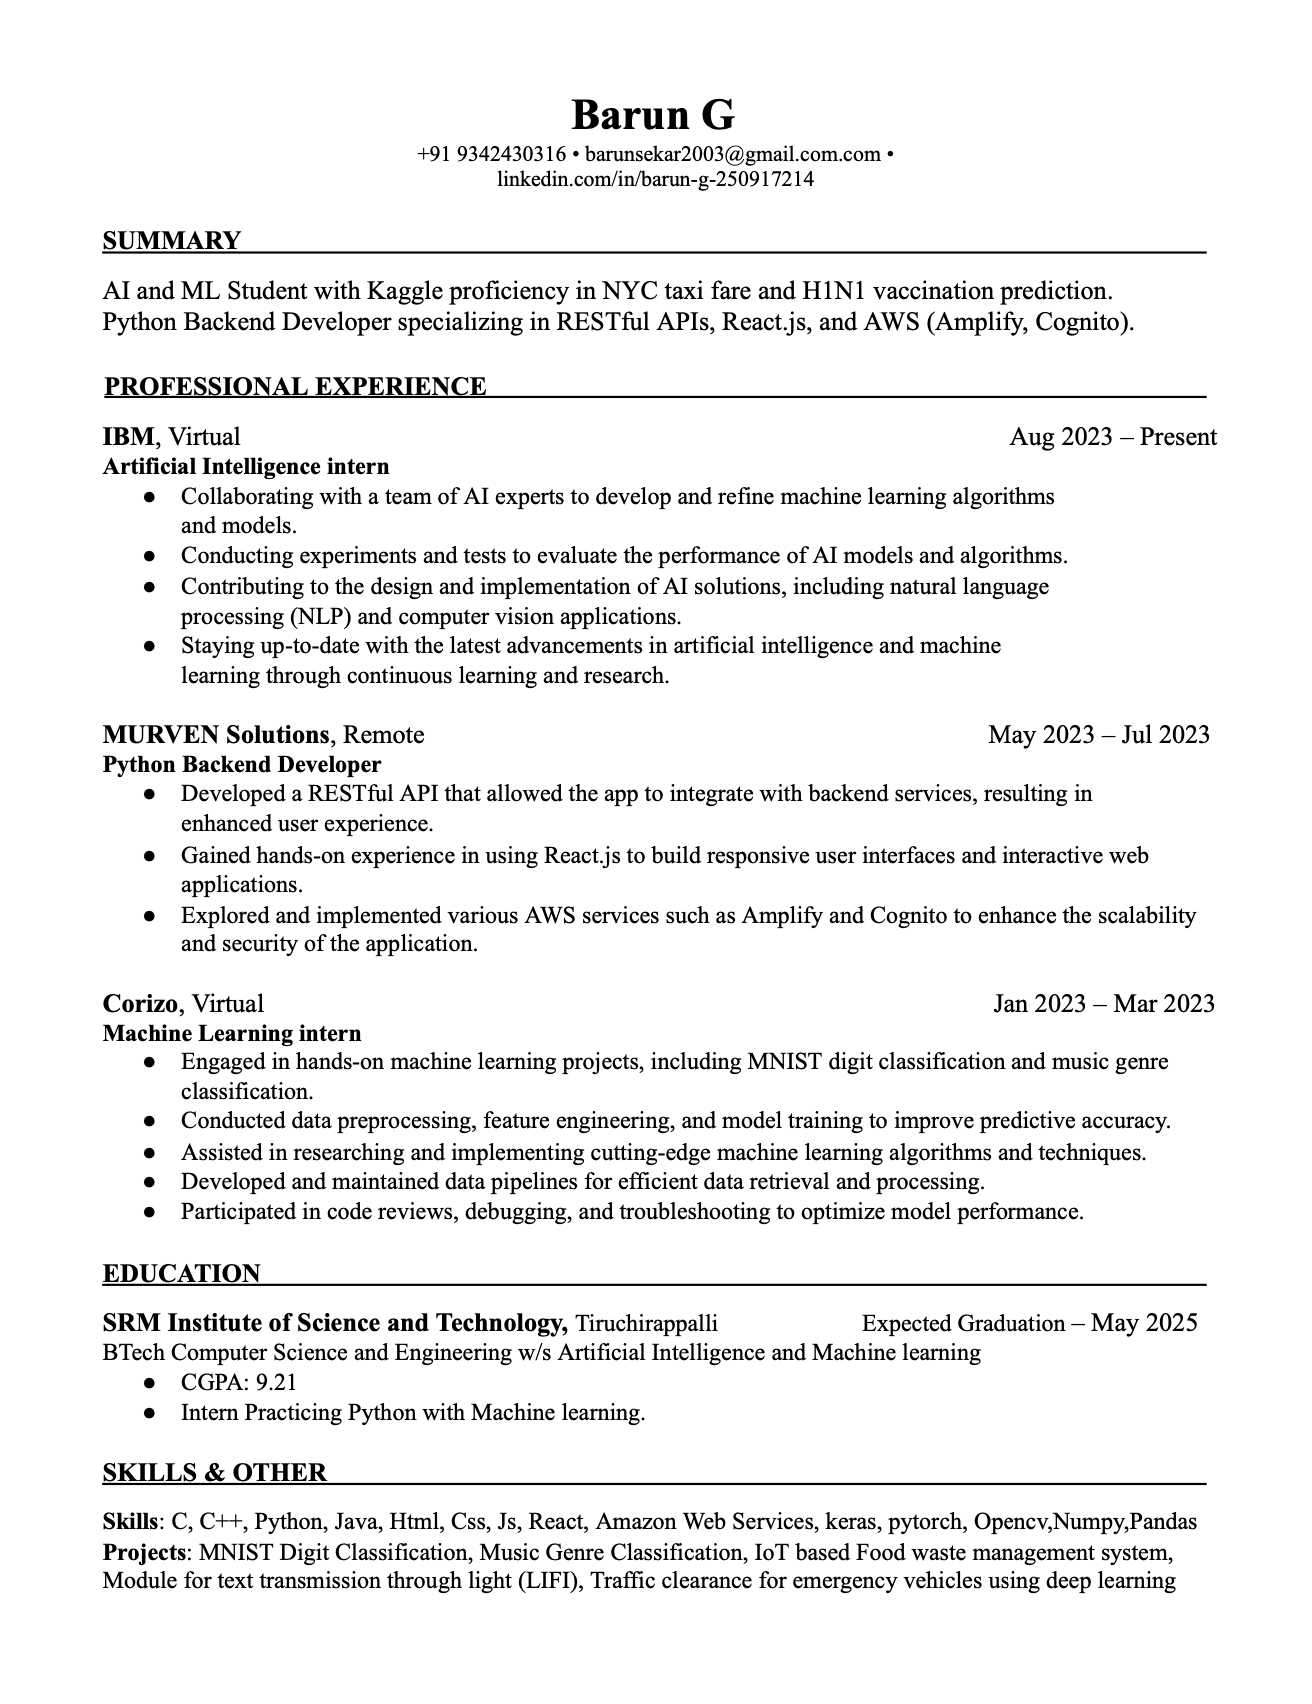 Barun G
+91 9342430316 • barunsekar2003@gmail.com.com •
linkedin.com/in/barun-g-250917214
SUMMARY
AI and ML Student with Kaggle proficiency in NYC taxi fare and H1N1 vaccination prediction.
Python Backend Developer specializing in RESTful APIs, React.js, and AWS (Amplify, Cognito).
PROFESSIONAL EXPERIENCE
IBM, Virtual Aug 2023 – Present
Artificial Intelligence intern
● Collaborating with a team of AI experts to develop and refine machine learning algorithms
and models.
● Conducting experiments and tests to evaluate the performance of AI models and algorithms.
● Contributing to the design and implementation of AI solutions, including natural language
processing (NLP) and computer vision applications.
● Staying up-to-date with the latest advancements in artificial intelligence and machine
learning through continuous learning and research.
MURVEN Solutions, Remote May 2023 – Jul 2023
Python Backend Developer
● Developed a RESTful API that allowed the app to integrate with backend services, resulting in
enhanced user experience.
● Gained hands-on experience in using React.js to build responsive user interfaces and interactive web
applications.
● Explored and implemented various AWS services such as Amplify and Cognito to enhance the scalability
and security of the application.
Corizo, Virtual Jan 2023 – Mar 2023
Machine Learning intern
● Engaged in hands-on machine learning projects, including MNIST digit classification and music genre
classification.
● Conducted data preprocessing, feature engineering, and model training to improve predictive accuracy.
● Assisted in researching and implementing cutting-edge machine learning algorithms and techniques.
● Developed and maintained data pipelines for efficient data retrieval and processing.
● Participated in code reviews, debugging, and troubleshooting to optimize model performance.
EDUCATION
SRM Institute of Science and Technology, Tiruchirappalli Expected Graduation – May 2025
BTech Computer Science and Engineering w/s Artificial Intelligence and Machine learning
● CGPA: 9.21
● Intern Practicing Python with Machine learning.
SKILLS & OTHER
Skills: C, C++, Python, Java, Html, Css, Js, React, Amazon Web Services, keras, pytorch, Opencv,Numpy,Pandas
Projects: MNIST Digit Classification, Music Genre Classification, IoT based Food waste management system,
Module for text transmission through light (LIFI), Traffic clearance for emergency vehicles using deep learning